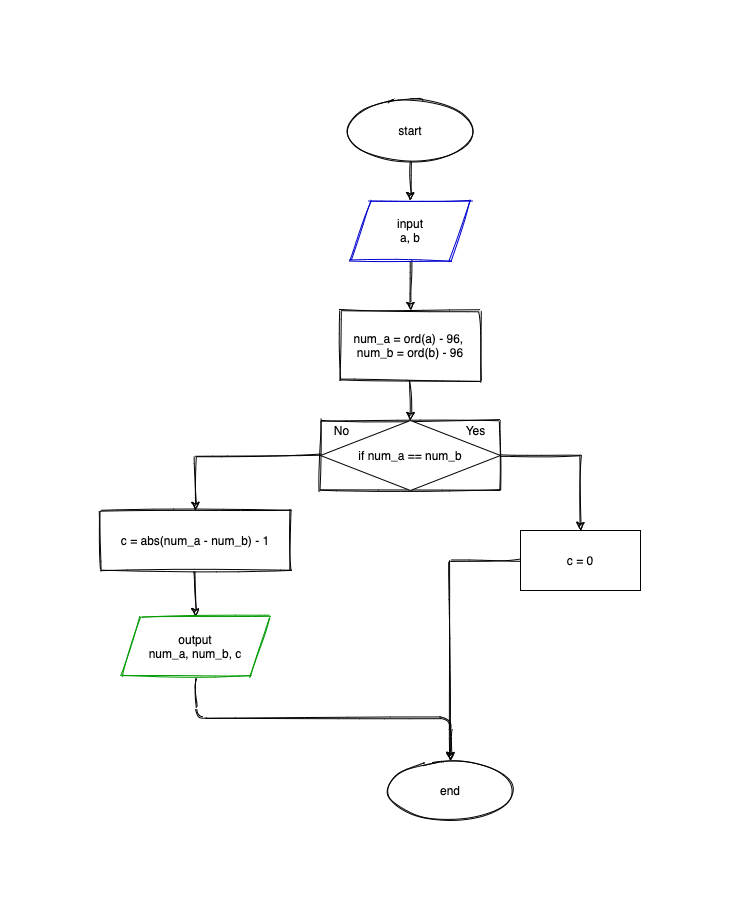 start
input
a, b
num_a = ord(a) - 96,
num_b = ord(b) - 96
No
Yes
if num_a == num_b
c = abs(num_a - num_b) - 1
c = 0
output
num_a, num_b, c
end